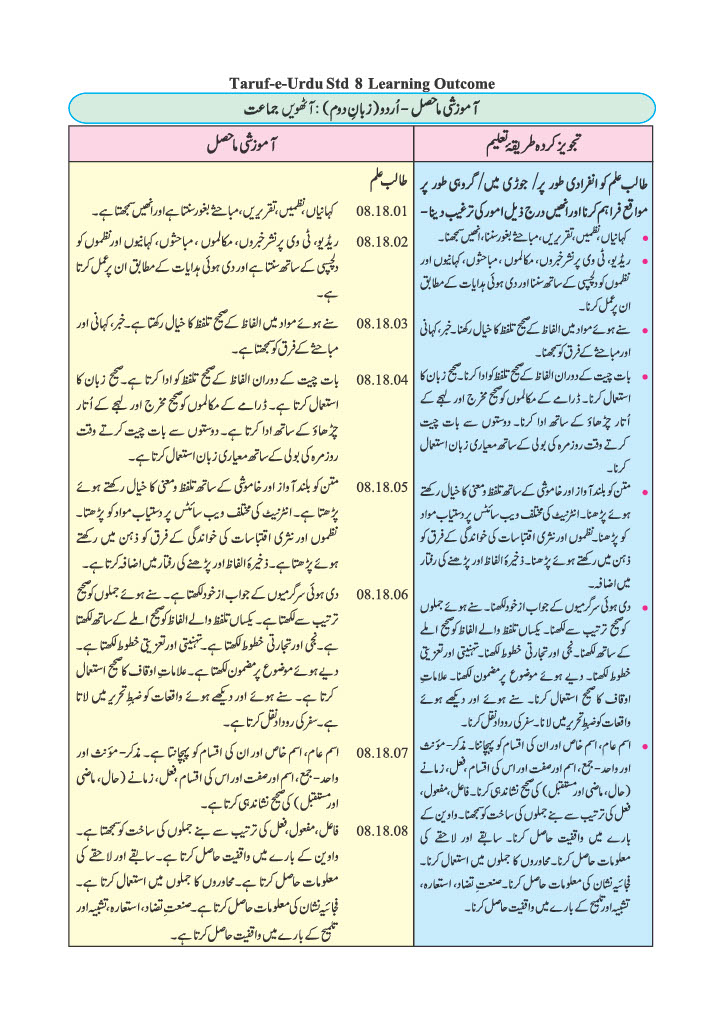 Taruf-e-Urdu Std 8 Learning Outcome
آموزشی ماحصل - اُردو (زبانِ دوم) : آٹھویں جماعت
تجویز کردہ طریقۂ تعلیم
طالب علم کو انفرادی طور پر / جوڑی میں / گروہی طور پر
مواقع فراہم کرنا اور انھیں درج ذیل امور کی ترغیب دینا -
• کہانیاں، نظمیں، تقریریں، مباحثے بغور سننا، انھیں سمجھنا۔
• ریڈیو، ٹی وی پر نشر خبروں، مکالموں، مباحثوں، کہانیوں اور
نظموں کو دلچسپی کے ساتھ سننا اور دی ہوئی ہدایات کے مطابق
ان پر عمل کرنا۔
• سنے ہوئے مواد میں الفاظ کے صحیح تلفظ کا خیال رکھنا۔ خبر، کہانی
اور مباحثے کے فرق کو سمجھنا۔
• بات چیت کے دوران الفاظ کے صحیح تلفظ کو ادا کرنا۔ صحیح زبان کا
استعمال کرنا۔ ڈرامے کے مکالموں کو صحیح مخرج اور لہجے کے
اُتار چڑھاؤ کے ساتھ ادا کرنا۔ دوستوں سے بات چیت
کرتے وقت روزمرہ کی بولی کے ساتھ معیاری زبان استعمال
کرنا۔
• متن کو بلند آواز اور خاموشی کے ساتھ تلفظ و معنی کا خیال رکھتے
ہوئے پڑھنا۔ انٹرنیٹ کی مختلف ویب سائٹس پر دستیاب مواد
کو پڑھنا۔ نظموں اور نثری اقتباسات کی خواندگی کے فرق کو
ذہن میں رکھتے ہوئے پڑھنا۔ ذخیرۂ الفاظ اور پڑھنے کی رفتار
میں اضافہ۔
• دی ہوئی سرگرمیوں کے جواب از خود لکھنا۔ سنے ہوئے جملوں
کو صحیح ترتیب سے لکھنا۔ یکساں تلفظ والے الفاظ کو صحیح املے
کے ساتھ لکھنا۔ نجی اور تجارتی خطوط لکھنا۔ تہنیتی اور تعزیتی
خطوط لکھنا۔ دیے ہوئے موضوع پر مضمون لکھنا۔ علاماتِ
اوقاف کا صحیح استعمال کرنا۔ سنے ہوئے اور دیکھے ہوئے
واقعات کو ضبطِ تحریر میں لانا۔ سفر کی روداد نقل کرنا۔
• اسم عام، اسم خاص اور ان کی اقسام کو پہچاننا۔ مذکر - مؤنث
اور واحد - جمع، اسم اور صفت اور اس کی اقسام، فعل، زمانے
(حال، ماضی اور مستقبل) کی صحیح نشاندہی کرنا۔ فاعل، مفعول،
فعل کی ترتیب سے بنے جملوں کی ساخت کو سمجھنا۔ واوین کے
بارے میں واقفیت حاصل کرنا۔ سابقے اور لاحقے کی
معلومات حاصل کرنا۔ محاوروں کا جملوں میں استعمال کرنا۔
فجائیہ نشان کی معلومات حاصل کرنا۔ صنعتِ تضاد، استعارہ،
تشبیہ اور تلمیح کے بارے میں واقفیت حاصل کرنا۔
آموزشی ماحصل
طالب علم
08.18.01 کہانیاں، نظمیں، تقریریں، مباحثے بغور سنتا ہے اور انھیں سمجھتا ہے۔
08.18.02 ریڈیو، ٹی وی پر نشر خبروں، مکالموں، مباحثوں، کہانیوں اور نظموں کو
دلچسپی کے ساتھ سنتا ہے اور دی ہوئی ہدایات کے مطابق ان پر عمل کرتا
ہے۔
08.18.03 سنے ہوئے مواد میں الفاظ کے صحیح تلفظ کا خیال رکھتا ہے۔ خبر، کہانی اور
مباحثے کے فرق کو سمجھتا ہے۔
08.18.04 بات چیت کے دوران الفاظ کے صحیح تلفظ کو ادا کرتا ہے۔ صحیح زبان کا
استعمال کرتا ہے۔ ڈرامے کے مکالموں کو صحیح مخرج اور لہجے کے اُتار
چڑھاؤ کے ساتھ ادا کرتا ہے۔ دوستوں سے بات چیت کرتے وقت
روزمرہ کی بولی کے ساتھ معیاری زبان استعمال کرتا ہے۔
08.18.05 متن کو بلند آواز اور خاموشی کے ساتھ تلفظ و معنی کا خیال رکھتے ہوئے
پڑھتا ہے۔ انٹرنیٹ کی مختلف ویب سائٹس پر دستیاب مواد کو پڑھتا۔
نظموں اور نثری اقتباسات کی خواندگی کے فرق کو ذہن میں رکھتے
ہوئے پڑھتا ہے۔ ذخیرۂ الفاظ اور پڑھنے کی رفتار میں اضافہ کرتا ہے۔
08.18.06 دی ہوئی سرگرمیوں کے جواب از خود لکھتا ہے۔ سنے ہوئے جملوں کو صحیح
ترتیب سے لکھتا ہے۔ یکساں تلفظ والے الفاظ کو صحیح املے کے ساتھ لکھتا
ہے۔ نجی اور تجارتی خطوط لکھتا ہے۔ تہنیتی اور تعزیتی خطوط لکھتا ہے۔
دیے ہوئے موضوع پر مضمون لکھتا ہے۔ علاماتِ اوقاف کا صحیح استعمال
کرتا ہے۔ سنے ہوئے اور دیکھے ہوئے واقعات کو ضبطِ تحریر میں لاتا
ہے۔ سفر کی روداد نقل کرتا ہے۔
08.18.07 اسم عام، اسم خاص اور ان کی اقسام کو پہچانتا ہے۔ مذکر - مؤنث اور
واحد - جمع، اسم اور صفت اور اس کی اقسام، فعل، زمانے (حال، ماضی
اور مستقبل) کی صحیح نشاندہی کرتا ہے۔
08.18.08 فاعل، مفعول، فعل کی ترتیب سے بنے جملوں کی ساخت کو سمجھتا ہے۔
واوین کے بارے میں واقفیت حاصل کرتا ہے۔ سابقے اور لاحقے کی
معلومات حاصل کرتا ہے۔ محاوروں کا جملوں میں استعمال کرتا ہے۔
فجائیہ نشان کی معلومات حاصل کرتا ہے۔ صنعتِ تضاد، استعارہ، تشبیہ اور
تلمیح کے بارے میں واقفیت حاصل کرتا ہے۔